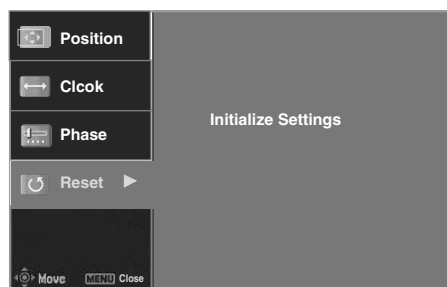 Position
Clcok
Phase
Reset
Initialize Settings
Move MENU Close